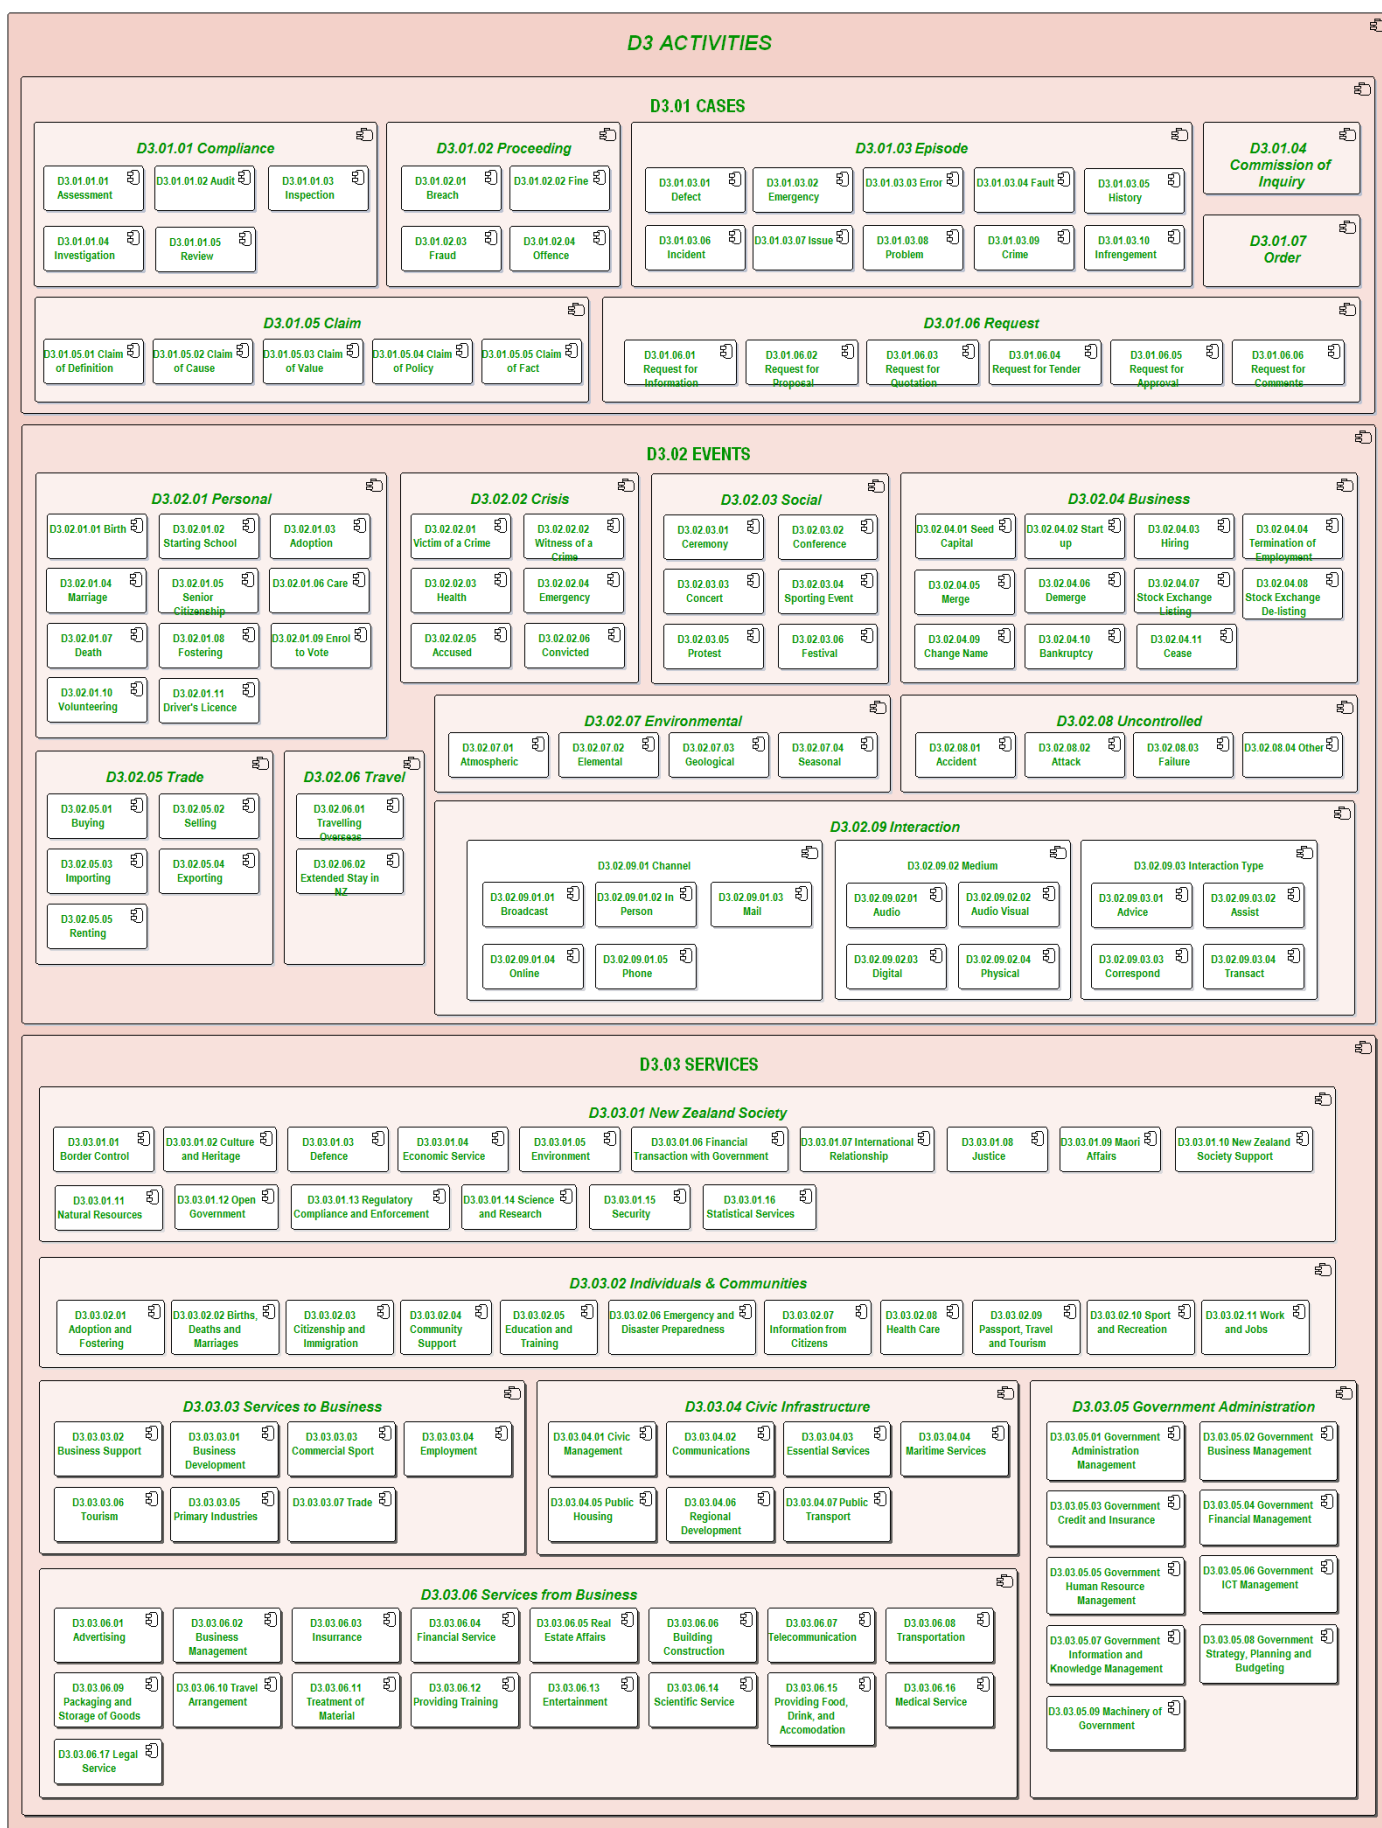 D3 ACTIVITIES
D3.01 CASES
D3.01.01 Compliance
D3.01.01.01
Assessment
D3.01.01.02 Audit
D3.01.01.03
Inspection
D3.01.01.04
Investigation
D3.01.01.05
Review
D3.01.02 Proceeding
D3.01.02.01
Breach
D3.01.02.02 Fine
D3.01.02.03
Fraud
D3.01.02.04
Offence
D3.01.03 Episode
D3.01.03.01
Defect
D3.01.03.02
Emergency
D3.01.03.03 Error
D3.01.03.04 Fault
D3.01.03.05
History
D3.01.03.06
Incident
D3.01.03.07 Issue
D3.01.03.08
Problem
D3.01.03.09
Crime
D3.01.03.10
Infrengement
D3.01.04
Commission of
Inquiry
D3.01.07
Order
D3.01.05 Claim
D3.01.05.01 Claim
of Definition
D3.01.05.02 Claim
of Cause
D3.01.05.03 Claim
of Value
D3.01.05.04 Claim
of Policy
D3.01.05.05 Claim
of Fact
D3.01.06 Request
D3.01.06.01
Request for
Information
D3.01.06.02
Request for
Proposal
D3.01.06.03
Request for
Quotation
D3.01.06.04
Request for Tender
D3.01.06.05
Request for
Approval
D3.01.06.06
Request for
Comments
D3.02 EVENTS
D3.02.01 Personal
D3.02.01.01 Birth
D3.02.01.02
Starting School
D3.02.01.03
Adoption
D3.02.01.04
Marriage
D3.02.01.05
Senior
Citizenship
D3.02.01.06 Care
D3.02.01.07
Death
D3.02.01.08
Fostering
D3.02.01.09 Enrol
to Vote
D3.02.01.10
Volunteering
D3.02.01.11
Driver's Licence
D3.02.02 Crisis
D3.02.02.01
Victim of a Crime
D3.02.02.02
Witness of a
Crime
D3.02.02.03
Health
D3.02.02.04
Emergency
D3.02.02.05
Accused
D3.02.02.06
Convicted
D3.02.03 Social
D3.02.03.01
Ceremony
D3.02.03.02
Conference
D3.02.03.03
Concert
D3.02.03.04
Sporting Event
D3.02.03.05
Protest
D3.02.03.06
Festival
D3.02.04 Business
D3.02.04.01 Seed
Capital
D3.02.04.02 Start
up
D3.02.04.03
Hiring
D3.02.04.04
Termination of
Employment
D3.02.04.05
Merge
D3.02.04.06
Demerge
D3.02.04.07
Stock Exchange
Listing
D3.02.04.08
Stock Exchange
De-listing
D3.02.04.09
Change Name
D3.02.04.10
Bankruptcy
D3.02.04.11
Cease
D3.02.05 Trade
D3.02.05.01
Buying
D3.02.05.02
Selling
D3.02.05.03
Importing
D3.02.05.04
Exporting
D3.02.05.05
Renting
D3.02.06 Travel
D3.02.06.01
Travelling
Overseas
D3.02.06.02
Extended Stay in
NZ
D3.02.07 Environmental
D3.02.07.01
Atmospheric
D3.02.07.02
Elemental
D3.02.07.03
Geological
D3.02.07.04
Seasonal
D3.02.08 Uncontrolled
D3.02.08.01
Accident
D3.02.08.02
Attack
D3.02.08.03
Failure
D3.02.08.04 Other
D3.02.09 Interaction
D3.02.09.01 Channel
D3.02.09.01.01
Broadcast
D3.02.09.01.02 In
Person
D3.02.09.01.03
Mail
D3.02.09.01.04
Online
D3.02.09.01.05
Phone
D3.02.09.02 Medium
D3.02.09.02.01
Audio
D3.02.09.02.02
Audio Visual
D3.02.09.02.03
Digital
D3.02.09.02.04
Physical
D3.02.09.03 Interaction Type
D3.02.09.03.01
Advice
D3.02.09.03.02
Assist
D3.02.09.03.03
Correspond
D3.02.09.03.04
Transact
D3.03 SERVICES
D3.03.01 New Zealand Society
D3.03.01.01
Border Control
D3.03.01.02 Culture
and Heritage
D3.03.01.03
Defence
D3.03.01.04
Economic Service
D3.03.01.05
Environment
D3.03.01.06 Financial
Transaction with Government
D3.03.01.07 International
Relationship
D3.03.01.08
Justice
D3.03.01.09 Maori
Affairs
D3.03.01.10 New Zealand
Society Support
D3.03.01.11
Natural Resources
D3.03.01.12 Open
Government
D3.03.01.13 Regulatory
Compliance and Enforcement
D3.03.01.14 Science
and Research
D3.03.01.15
Security
D3.03.01.16
Statistical Services
D3.03.02 Individuals & Communities
D3.03.02.01
Adoption and
Fostering
D3.03.02.02 Births,
Deaths and
Marriages
D3.03.02.03
Citizenship and
Immigration
D3.03.02.04
Community
Support
D3.03.02.05
Education and
Training
D3.03.02.06 Emergency and
Disaster Preparedness
D3.03.02.07
Information from
Citizens
D3.03.02.08
Health Care
D3.03.02.09
Passport, Travel
and Tourism
D3.03.02.10 Sport
and Recreation
D3.03.02.11 Work
and Jobs
D3.03.03 Services to Business
D3.03.03.02
Business Support
D3.03.03.01
Business
Development
D3.03.03.03
Commercial Sport
D3.03.03.04
Employment
D3.03.03.06
Tourism
D3.03.03.05
Primary Industries
D3.03.03.07 Trade
D3.03.04 Civic Infrastructure
D3.03.04.01 Civic
Management
D3.03.04.02
Communications
D3.03.04.03
Essential Services
D3.03.04.04
Maritime Services
D3.03.04.05 Public
Housing
D3.03.04.06
Regional
Development
D3.03.04.07 Public
Transport
D3.03.05 Government Administration
D3.03.05.01 Government
Administration
Management
D3.03.05.02 Government
Business Management
D3.03.05.03 Government
Credit and Insurance
D3.03.05.04 Government
Financial Management
D3.03.05.05 Government
Human Resource
Management
D3.03.05.06 Government
ICT Management
D3.03.05.07 Government
Information and
Knowledge Management
D3.03.05.08 Government
Strategy, Planning and
Budgeting
D3.03.05.09 Machinery of
Government
D3.03.06 Services from Business
D3.03.06.01
Advertising
D3.03.06.02
Business
Management
D3.03.06.03
Insurrance
D3.03.06.04
Financial Service
D3.03.06.05 Real
Estate Affairs
D3.03.06.06
Building
Construction
D3.03.06.07
Telecommunication
D3.03.06.08
Transportation
D3.03.06.09
Packaging and
Storage of Goods
D3.03.06.10 Travel
Arrangement
D3.03.06.11
Treatment of
Material
D3.03.06.12
Providing Training
D3.03.06.13
Entertainment
D3.03.06.14
Scientific Service
D3.03.06.15
Providing Food,
Drink, and
Accomodation
D3.03.06.16
Medical Service
D3.03.06.17 Legal
Service